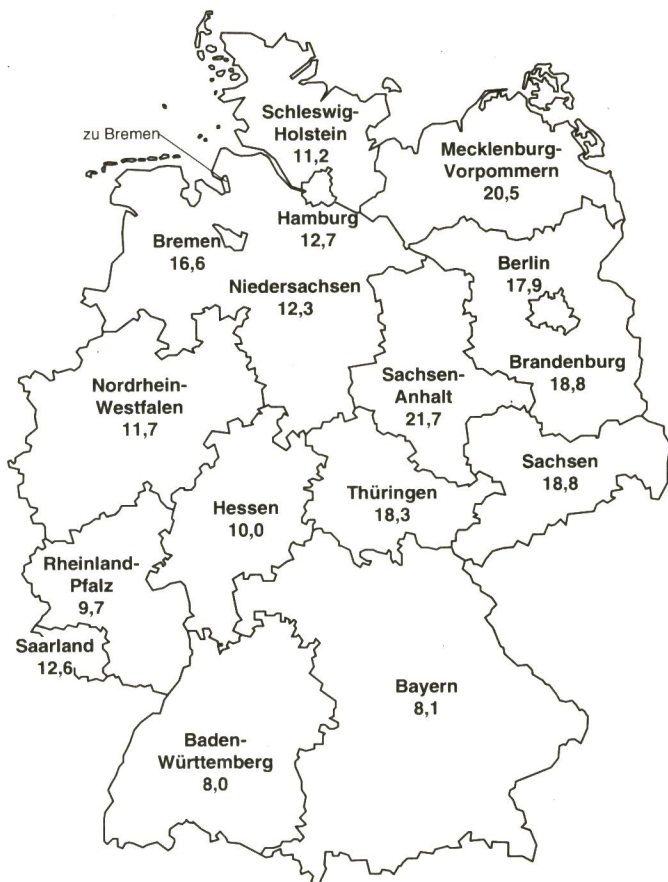 Schleswig-
Holstein
11,2
zu Bremen
Mecklenburg-
Vorpommern
20,5
Hamburg
12,7
Bremen
16,6
Berlin
17,9
Niedersachsen
12,3
Brandenburg
18,8
Nordrhein-
Westfalen
11,7
Sachsen-
Anhalt
21,7
Sachsen
18,8
Hessen
10,0
Thüringen
18,3
Rheinland-
Pfalz
9,7
Saarland
12,6
Bayern
8,1
Baden-
Württemberg
8,0